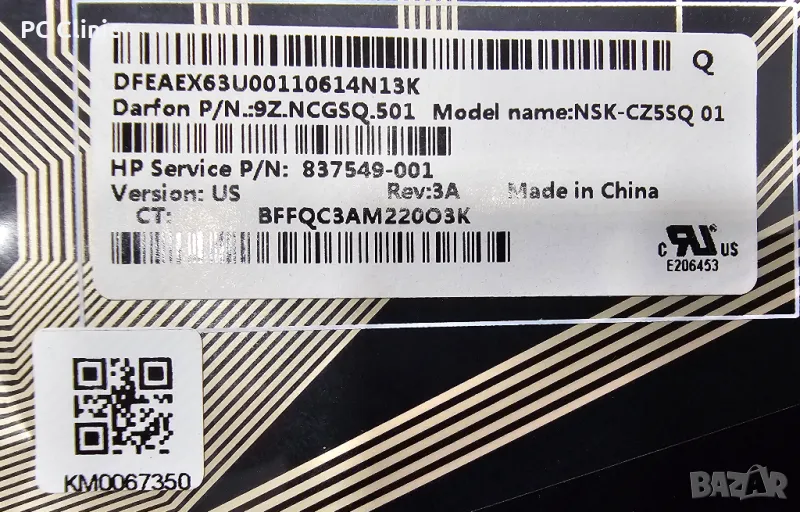 PC Clinic
Q
DFEAEX63U00110614N13K
Darfon P/N.:9Z.NCGSQ.501 Model name:NSK-CZ5SQ 01
HP Service P/N: 837549-001
Version: US Rev:3A Made in China
CT: BFFQC3AM220O3K
c RU US
E206453
KM0067350
BAZAR